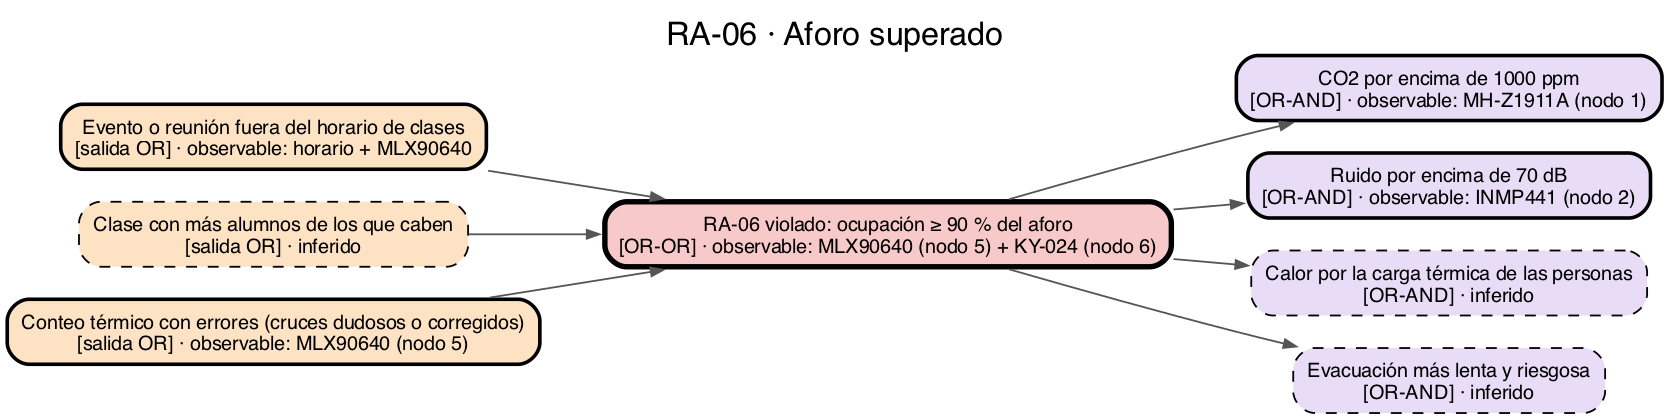 RA-06 · Aforo superado
Evento o reunión fuera del horario de clases
[salida OR] · observable: horario + MLX90640
Clase con más alumnos de los que caben
[salida OR] · inferido
Conteo térmico con errores (cruces dudosos o corregidos)
[salida OR] · observable: MLX90640 (nodo 5)
RA-06 violado: ocupación ≥ 90 % del aforo
[OR-OR] · observable: MLX90640 (nodo 5) + KY-024 (nodo 6)
CO2 por encima de 1000 ppm
[OR-AND] · observable: MH-Z1911A (nodo 1)
Ruido por encima de 70 dB
[OR-AND] · observable: INMP441 (nodo 2)
Calor por la carga térmica de las personas
[OR-AND] · inferido
Evacuación más lenta y riesgosa
[OR-AND] · inferido